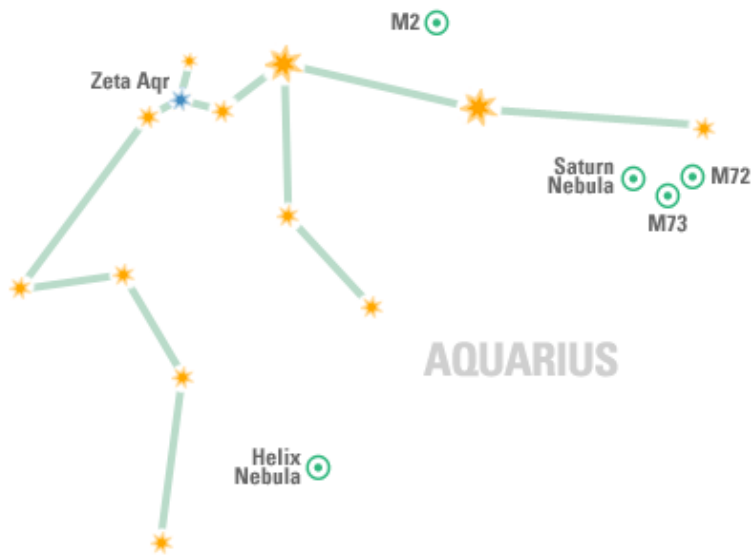 M2
Zeta Aqr
Saturn
Nebula
M72
M73
AQUARIUS
Helix
Nebula